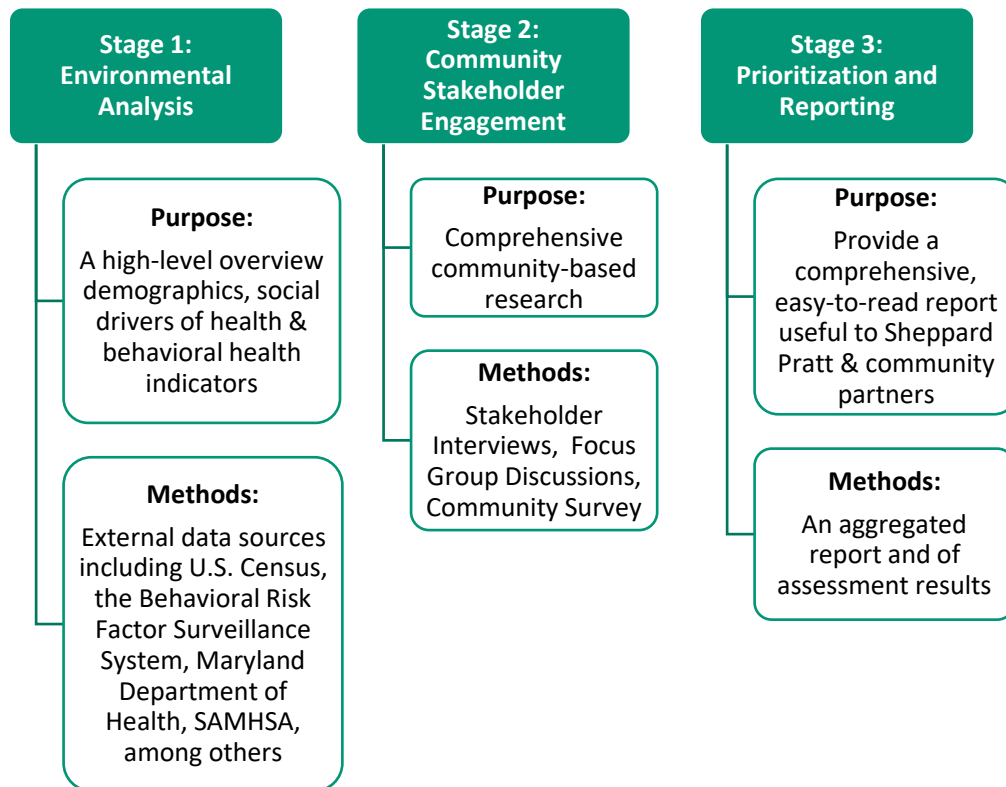 Stage 1:
Environmental
Analysis
Purpose:
A high-level overview
demographics, social
drivers of health &
behavioral health
indicators
Methods:
External data sources
including U.S. Census,
the Behavioral Risk
Factor Surveillance
System, Maryland
Department of
Health, SAMHSA,
among others
Stage 2:
Community
Stakeholder
Engagement
Purpose:
Comprehensive
community-based
research
Methods:
Stakeholder
Interviews,  Focus
Group Discussions,
Community Survey
Stage 3:
Prioritization and
Reporting
Purpose:
Provide a
comprehensive,
easy-to-read report
useful to Sheppard
Pratt & community
partners
Methods:
An aggregated
report and of
assessment results